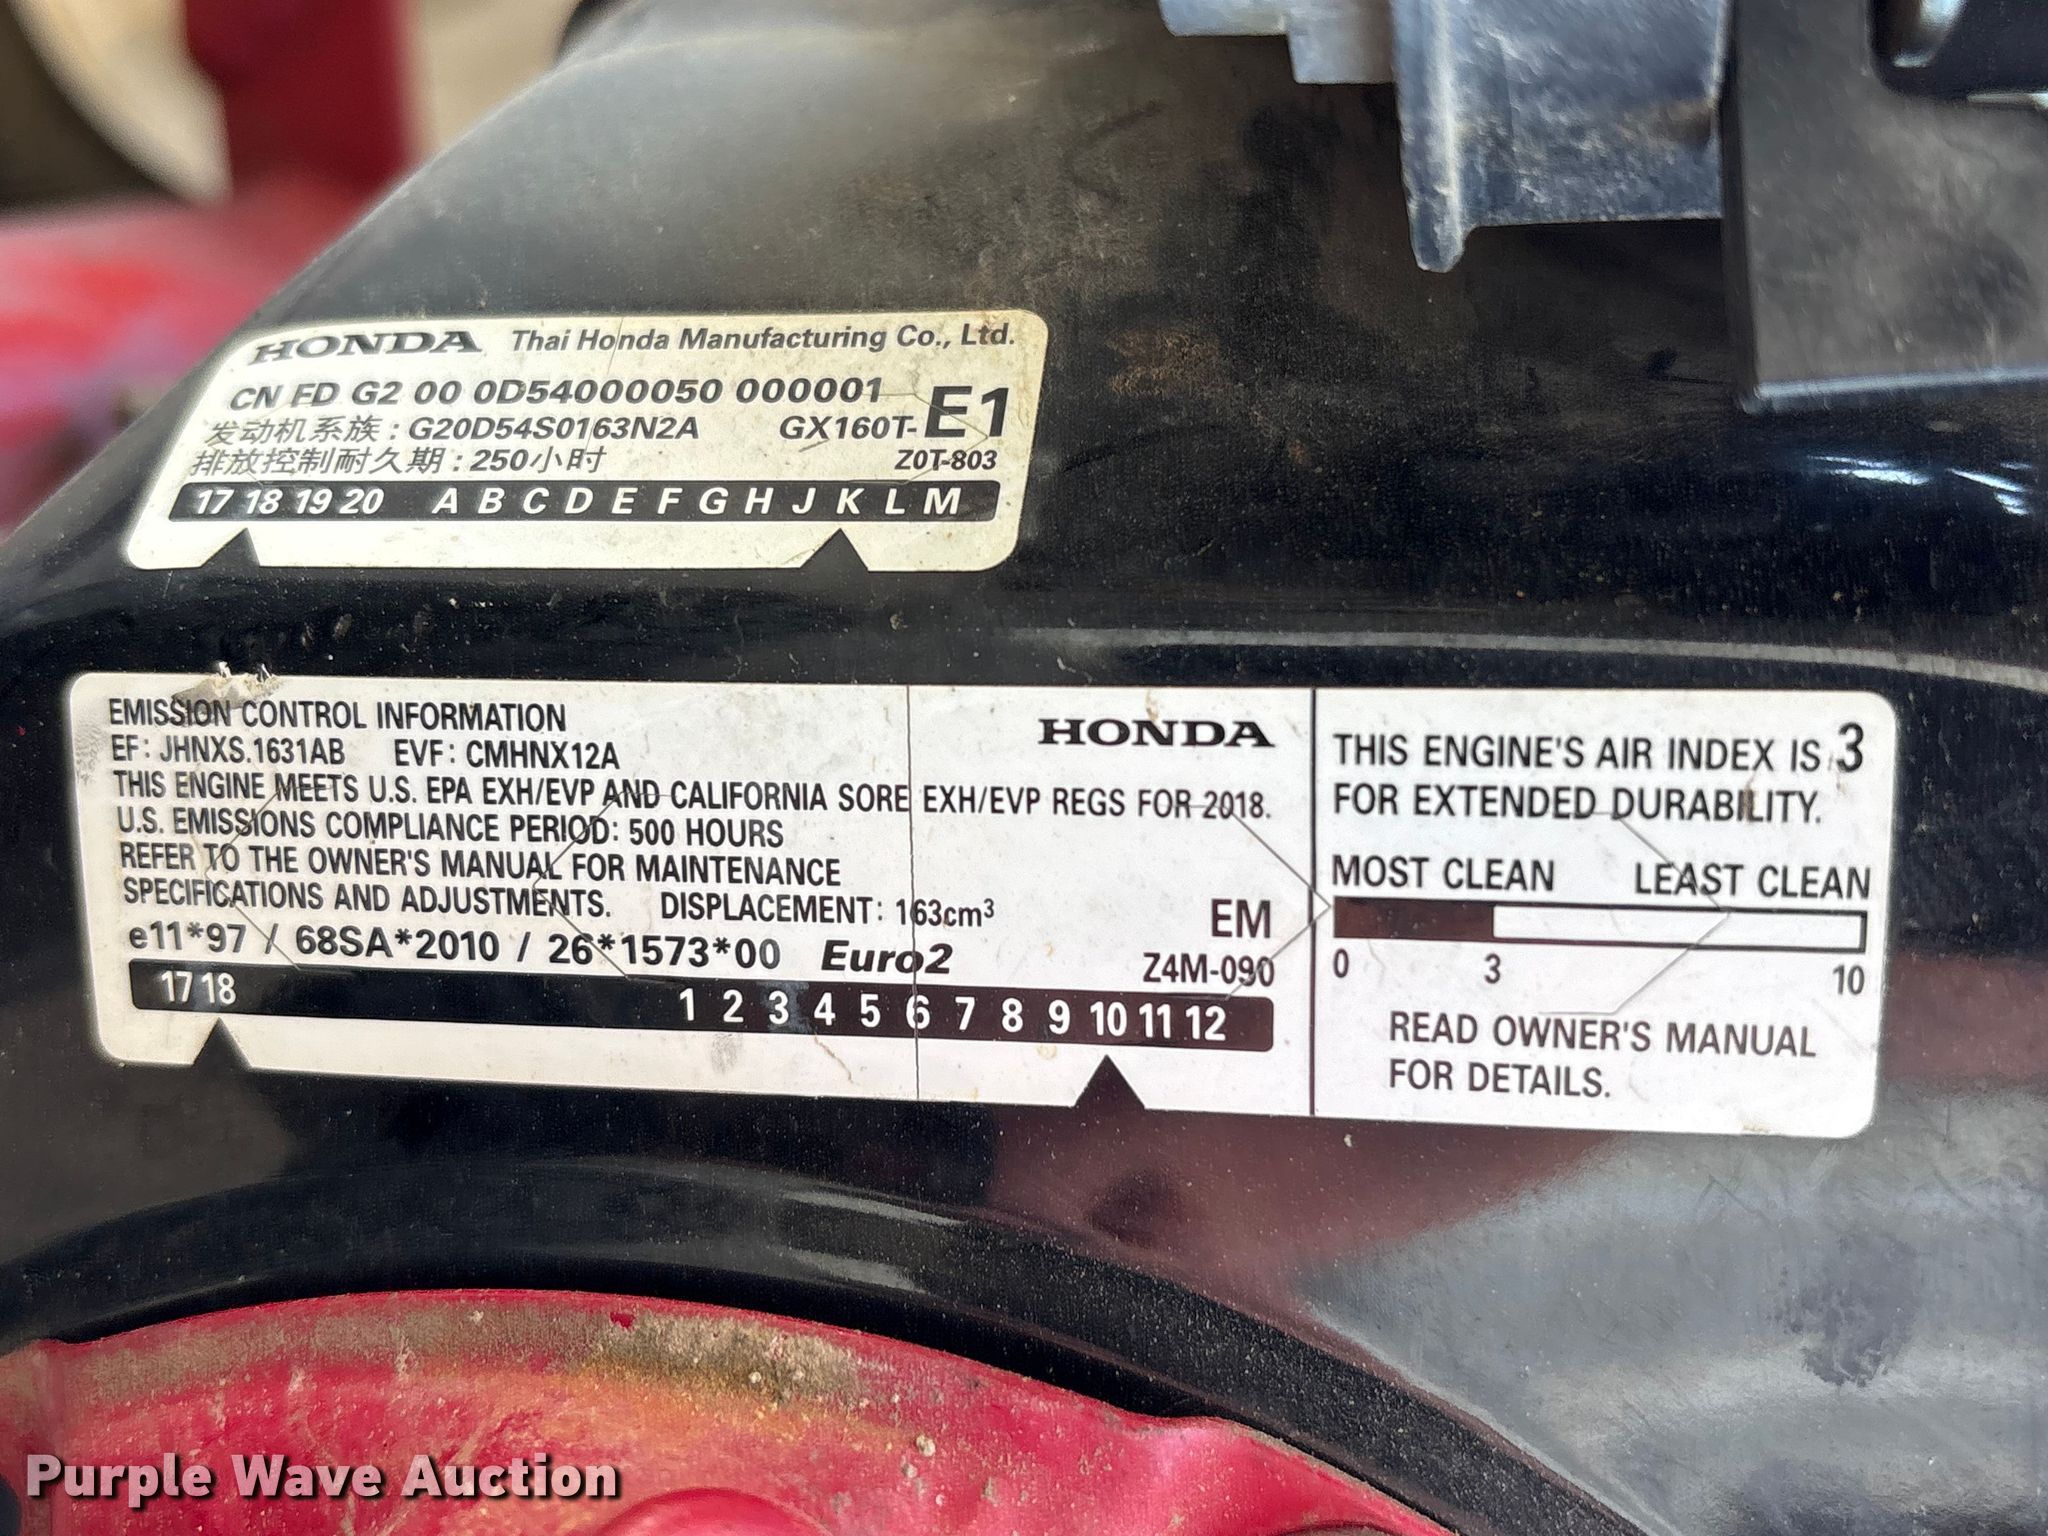 HONDA Thai Honda Manufacturing Co., Ltd.
CN FD G2 00 0D54000050 000001
发动机系族 : G20D54S0163N2A GX160T-E1
排放控制耐久期 : 250小时 Z0T-803
17 18 19 20 A B C D E F G H J K L M
EMISSION CONTROL INFORMATION
HONDA
EF: JHNXS.1631AB EVF: CMHNX12A
THIS ENGINE MEETS U.S. EPA EXH/EVP AND CALIFORNIA SORE EXH/EVP REGS FOR 2018.
U.S. EMISSIONS COMPLIANCE PERIOD: 500 HOURS
REFER TO THE OWNER'S MANUAL FOR MAINTENANCE
SPECIFICATIONS AND ADJUSTMENTS. DISPLACEMENT: 163cm³ EM
e11*97 / 68SA*2010 / 26*1573*00 Euro2 Z4M-090
17 18 1 2 3 4 5 6 7 8 9 10 11 12
THIS ENGINE'S AIR INDEX IS 3
FOR EXTENDED DURABILITY.
MOST CLEAN LEAST CLEAN
0 3 10
READ OWNER'S MANUAL
FOR DETAILS.
Purple Wave Auction